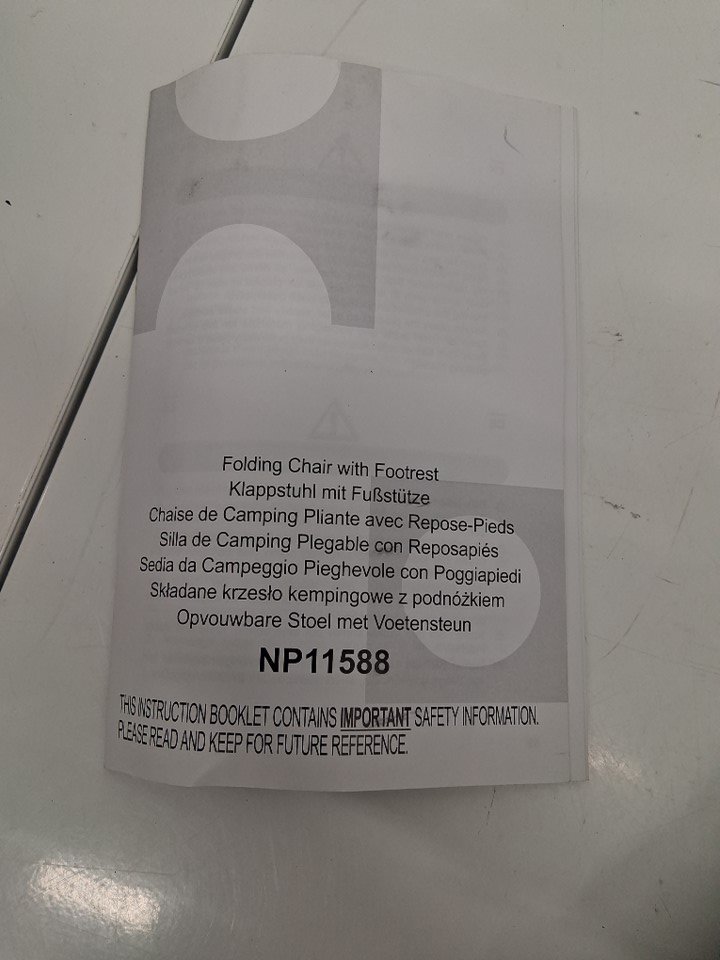 Folding Chair with Footrest
Klappstuhl mit Fußstütze
Chaise de Camping Pliante avec Repose-Pieds
Silla de Camping Plegable con Reposapiés
Sedia da Campeggio Pieghevole con Poggiapiedi
Składane krzesło kempingowe z podnóżkiem
Opvouwbare Stoel met Voetensteun
NP11588
THIS INSTRUCTION BOOKLET CONTAINS IMPORTANT SAFETY INFORMATION.
PLEASE READ AND KEEP FOR FUTURE REFERENCE.